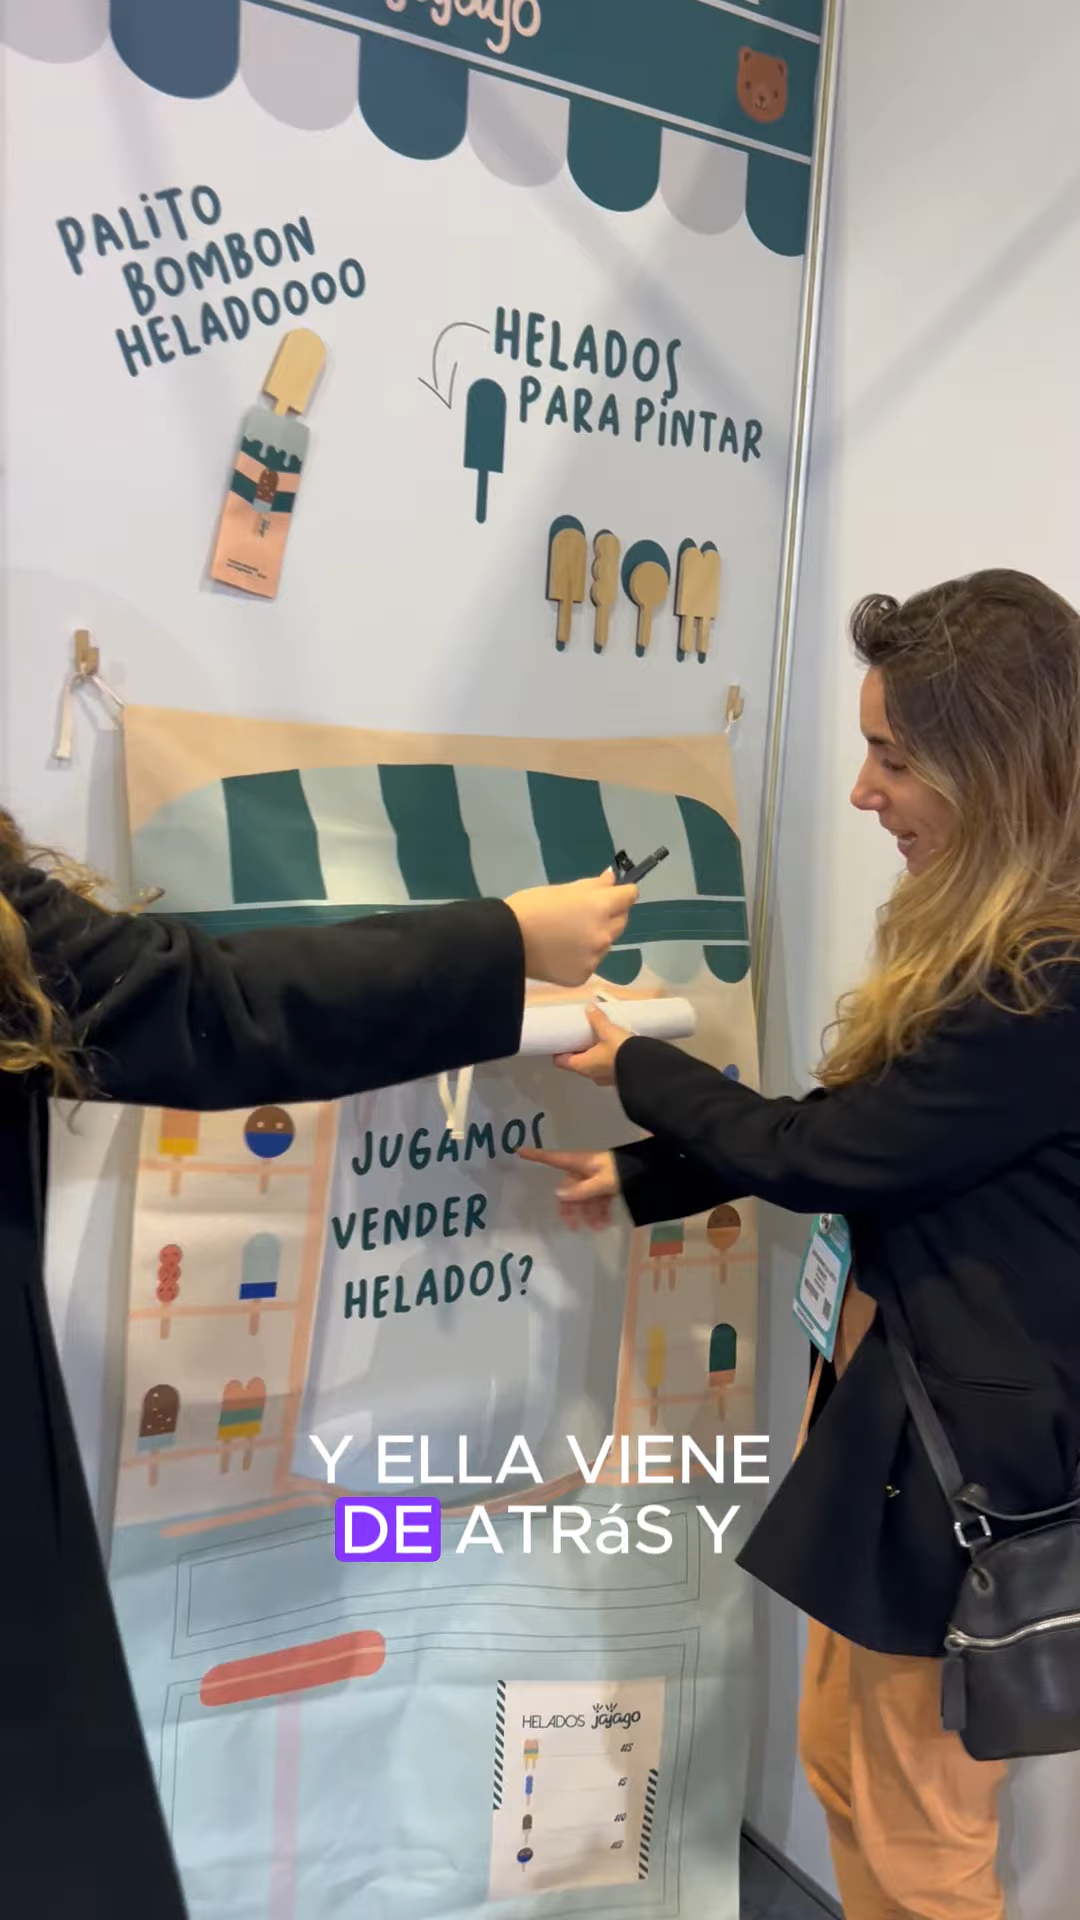 jajago
PALiTO
BOMBON
HELADOOOO
HELADOS
PARA PiNTAR
JUGAMOS
VENDER
HELADOS?
Y ELLA VIENE
DE ATRáS Y
HELADOS jajago